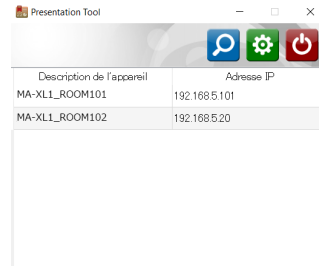 Presentation Tool
Description de l'appareil Adresse IP
MA-XL1_ROOM101 192.168.5.101
MA-XL1_ROOM102 192.168.5.20